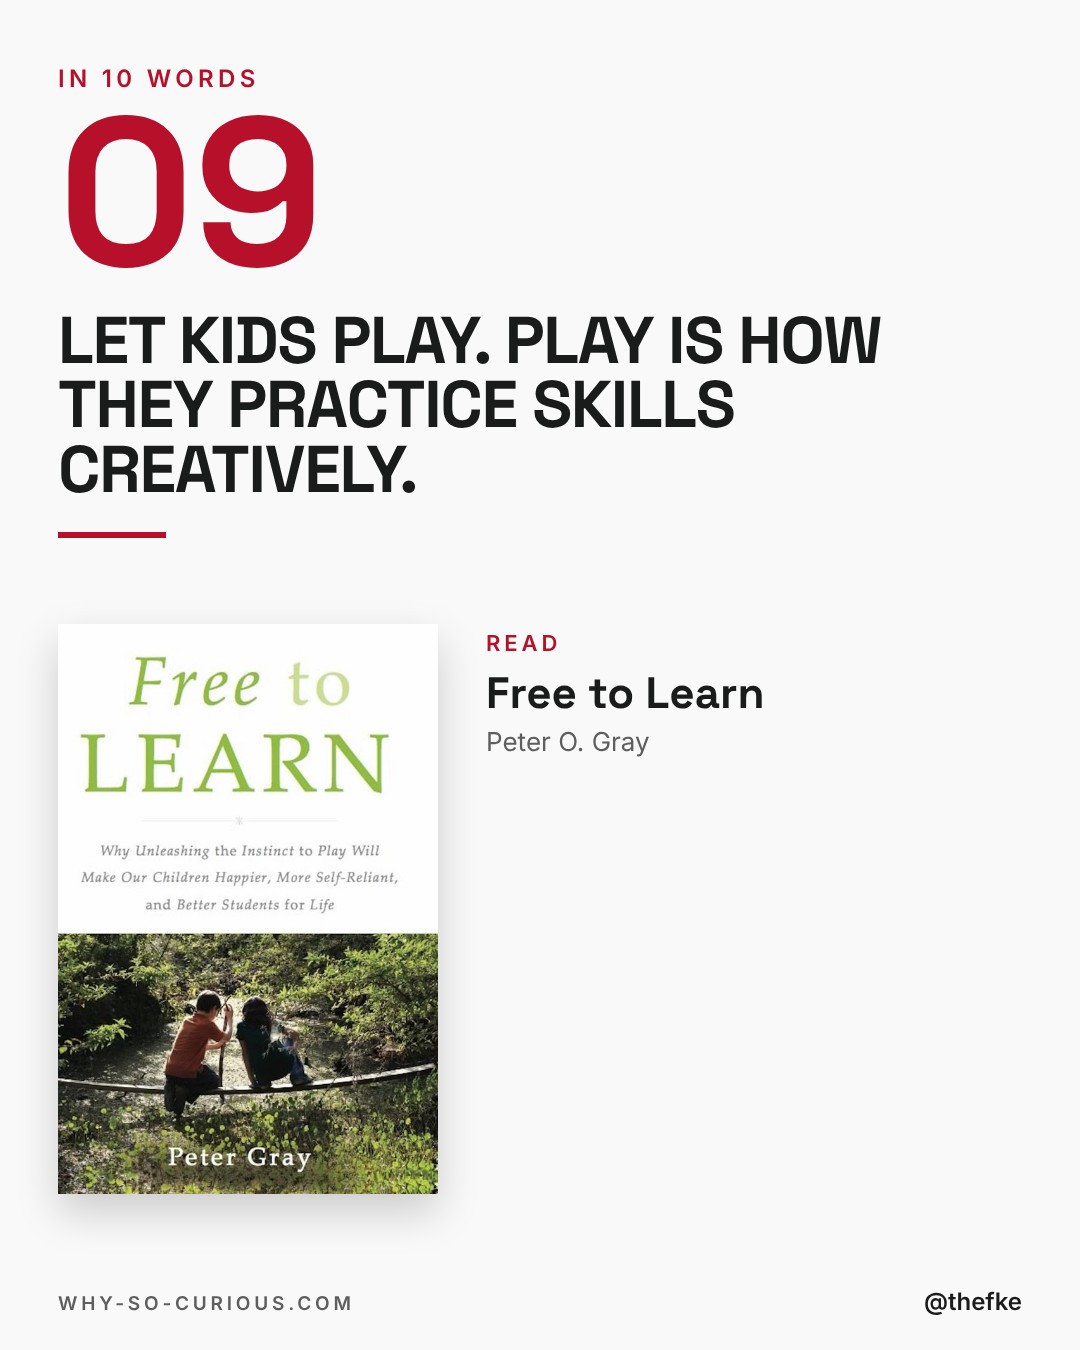 IN 10 WORDS
09
LET KIDS PLAY. PLAY IS HOW
THEY PRACTICE SKILLS
CREATIVELY.
Free to
LEARN
Why Unleashing the Instinct to Play Will
Make Our Children Happier, More Self-Reliant,
and Better Students for Life
Peter Gray
READ
Free to Learn
Peter O. Gray
WHY-SO-CURIOUS.COM
@thefke